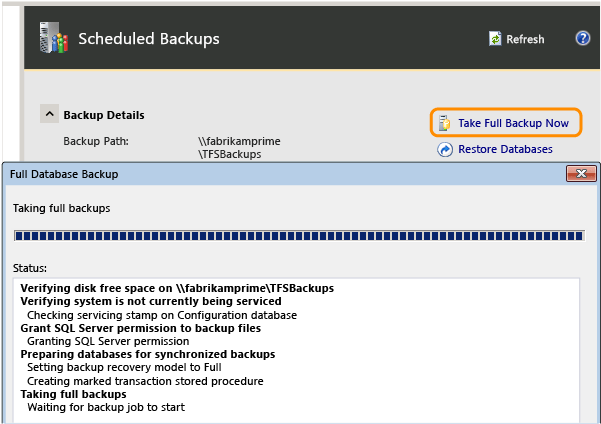 Scheduled Backups
Refresh
Backup Details
Take Full Backup Now
Backup Path:
\\fabrikamprime
\TFSBackups
Restore Databases
Full Database Backup
Taking full backups
Status:
Verifying disk free space on \\fabrikamprime\TFSBackups
Verifying system is not currently being serviced
Checking servicing stamp on Configuration database
Grant SQL Server permission to backup files
Granting SQL Server permission
Preparing databases for synchronized backups
Setting backup recovery model to Full
Creating marked transaction stored procedure
Taking full backups
Waiting for backup job to start